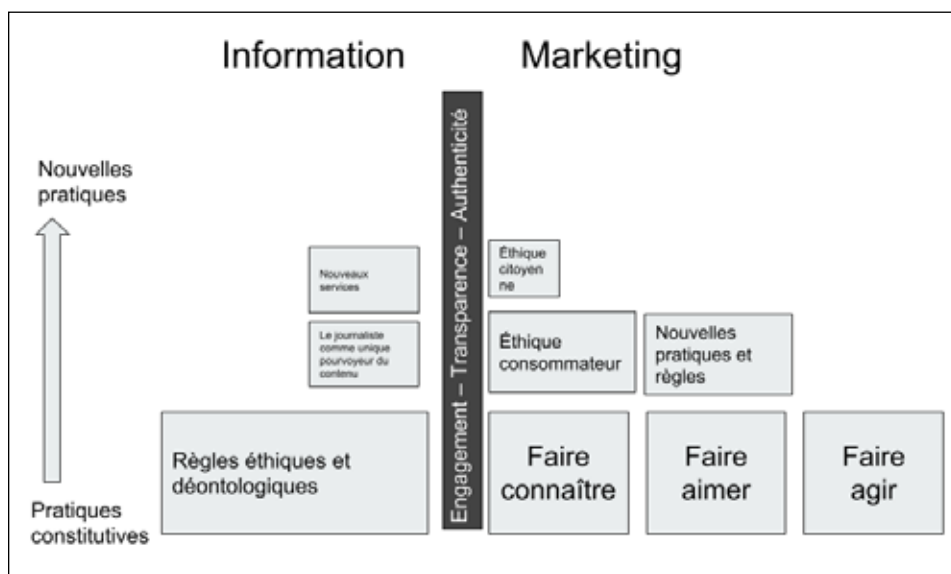 Information
Marketing
Nouvelles
pratiques
Pratiques
constitutives
Nouveaux
services
Le journaliste
comme unique
pourvoyeur du
contenu
Règles éthiques et
déontologiques
Engagement – Transparence – Authenticité
Éthique
citoyen
ne
Éthique
consommateur
Nouvelles
pratiques et
règles
Faire
connaître
Faire
aimer
Faire
agir